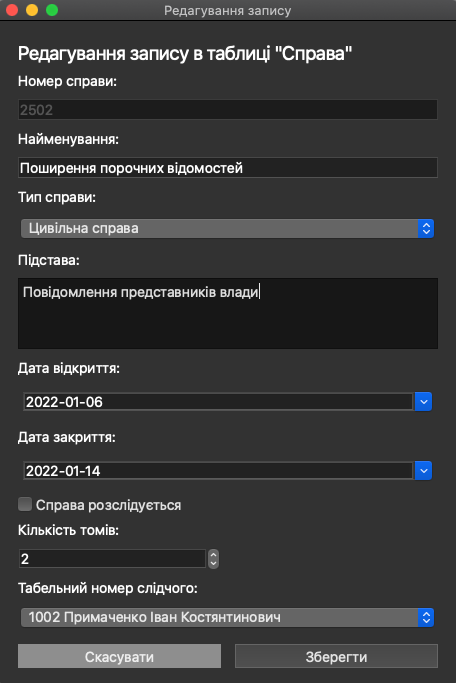 Редагування запису
Редагування запису в таблиці "Справа"
Номер справи:
2502
Найменування:
Поширення порочних відомостей
Тип справи:
Цивільна справа
Підстава:
Повідомлення представників влади
Дата відкриття:
2022-01-06
Дата закриття:
2022-01-14
Справа розслідується
Кількість томів:
2
Табельний номер слідчого:
1002 Примаченко Іван Костянтинович
Скасувати
Зберегти